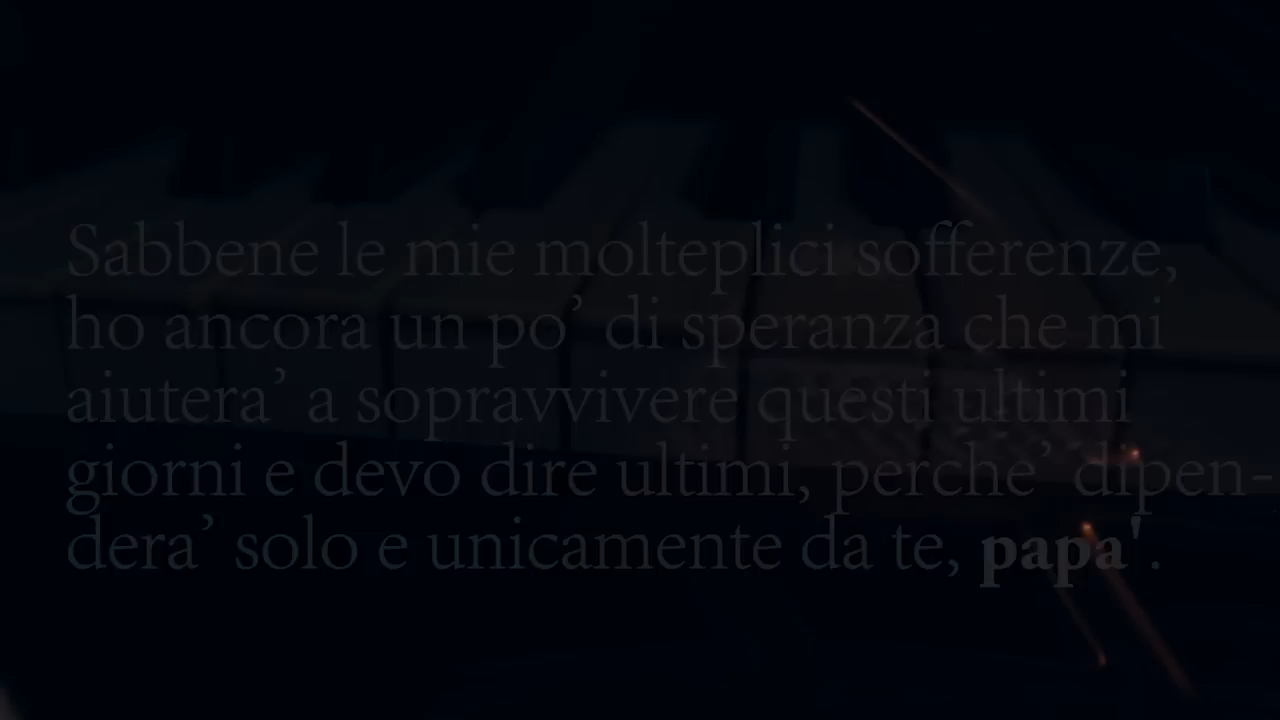 Sabbene le mie molteplici sofferenze,
ho ancora un po’ di speranza che mi
aiutera’ a sopravvivere questi ultimi
giorni e devo dire ultimi, perche’ dipen-
dera’ solo e unicamente da te, papa'.